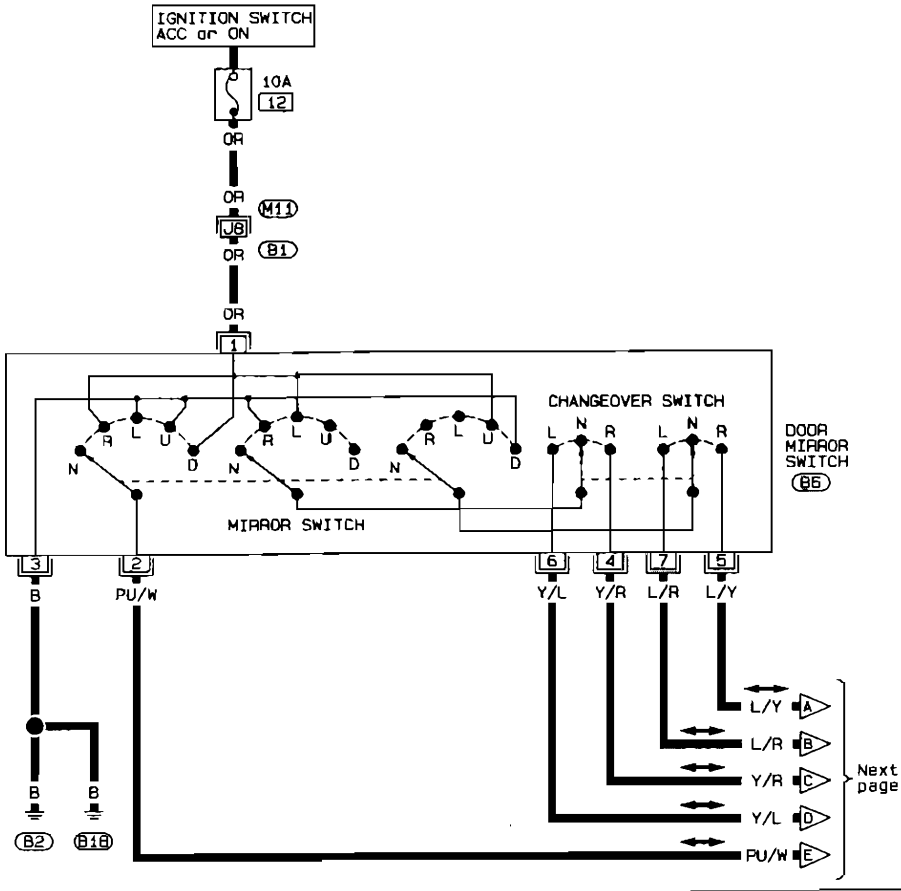 IGNITION SWITCH
ACC or ON
10A
12
OR
OR
M11
J8
OR
B1
OR
1
CHANGEOVER SWITCH
R L U D N
R L U D N
R L U D N
L N R
L N R
DOOR
MIRROR
SWITCH
B6
MIRROR SWITCH
3 2 6 4 7 5
B PU/W Y/L Y/R L/R L/Y
L/Y A
L/R B
Y/R C
Y/L D
PU/W E
Next
page
B B
B2 B18